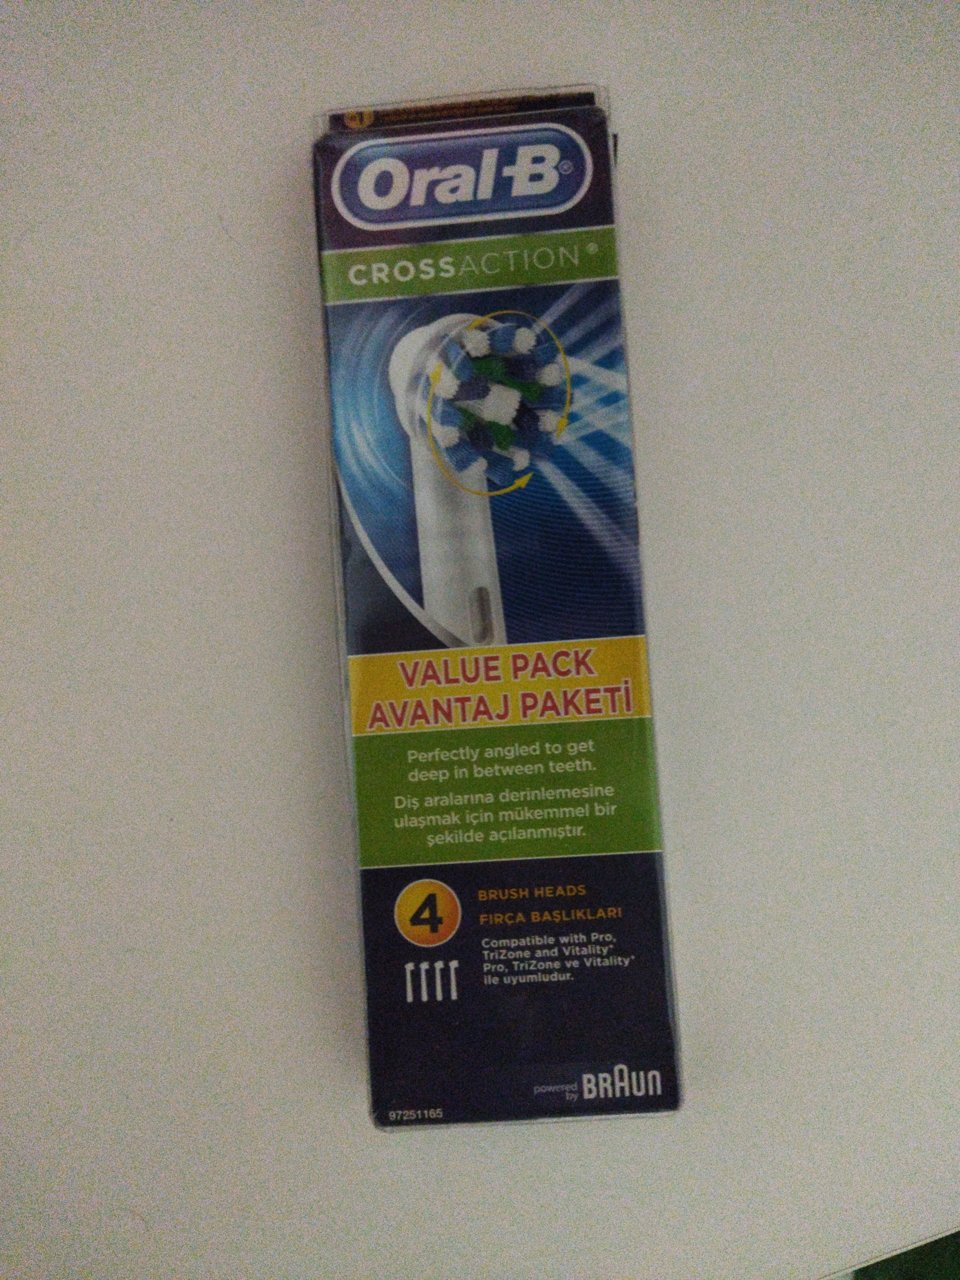 #1
Oral-B®
CROSSACTION®
VALUE PACK
AVANTAJ PAKETİ
Perfectly angled to get
deep in between teeth.
Diş aralarına derinlemesine
ulaşmak için mükemmel bir
şekilde açılanmıştır.
4
BRUSH HEADS
FIRÇA BAŞLIKLARI
Compatible with Pro,
TriZone and Vitality*
Pro, TriZone ve Vitality*
ile uyumludur.
powered
by
BRAUN
97251165